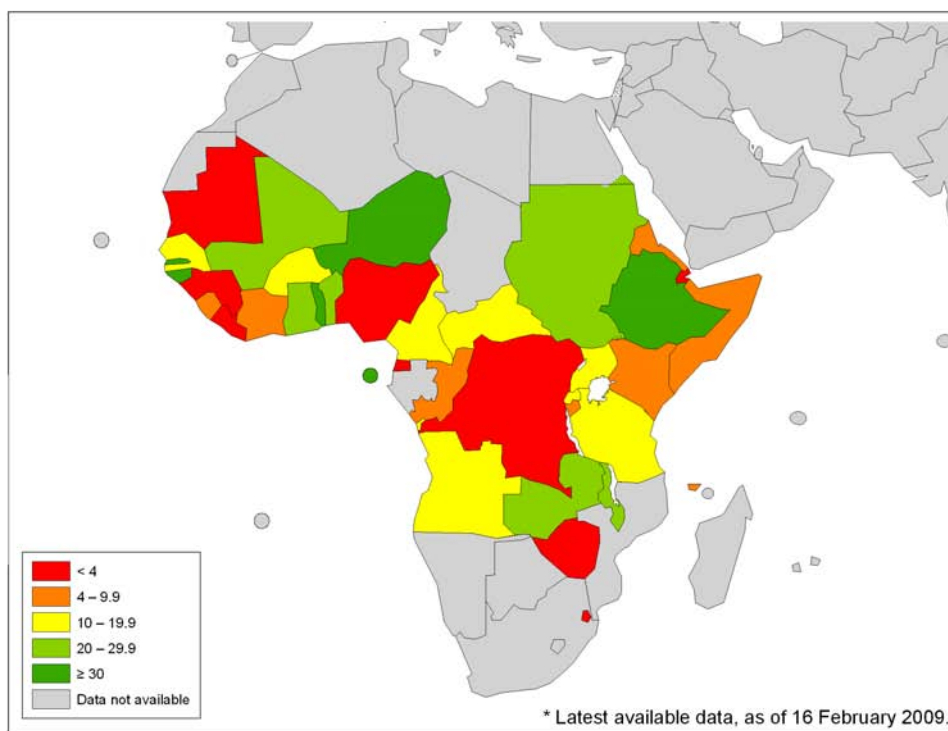 < 4
4 – 9.9
10 – 19.9
20 – 29.9
≥ 30
Data not available
* Latest available data, as of 16 February 2009.